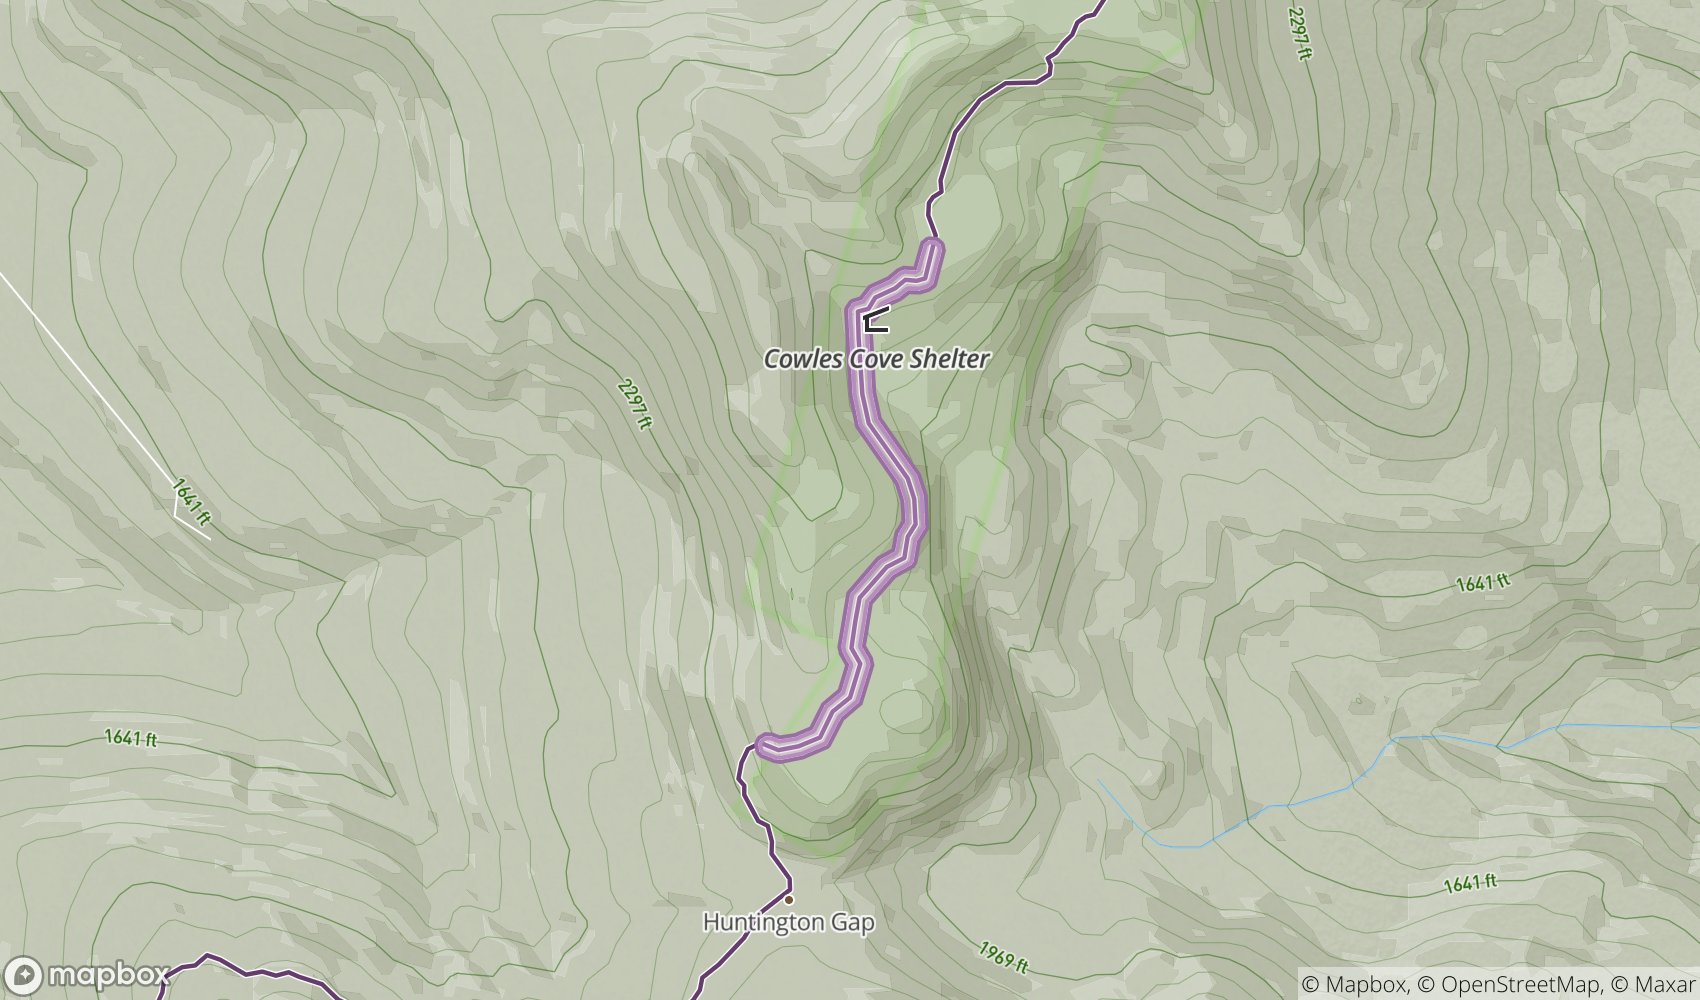 2297 ft
Cowles Cove Shelter
2297 ft
1641 ft
1641 ft
1641 ft
1641 ft
Huntington Gap
1969 ft
mapbox
© Mapbox, © OpenStreetMap, © Maxar